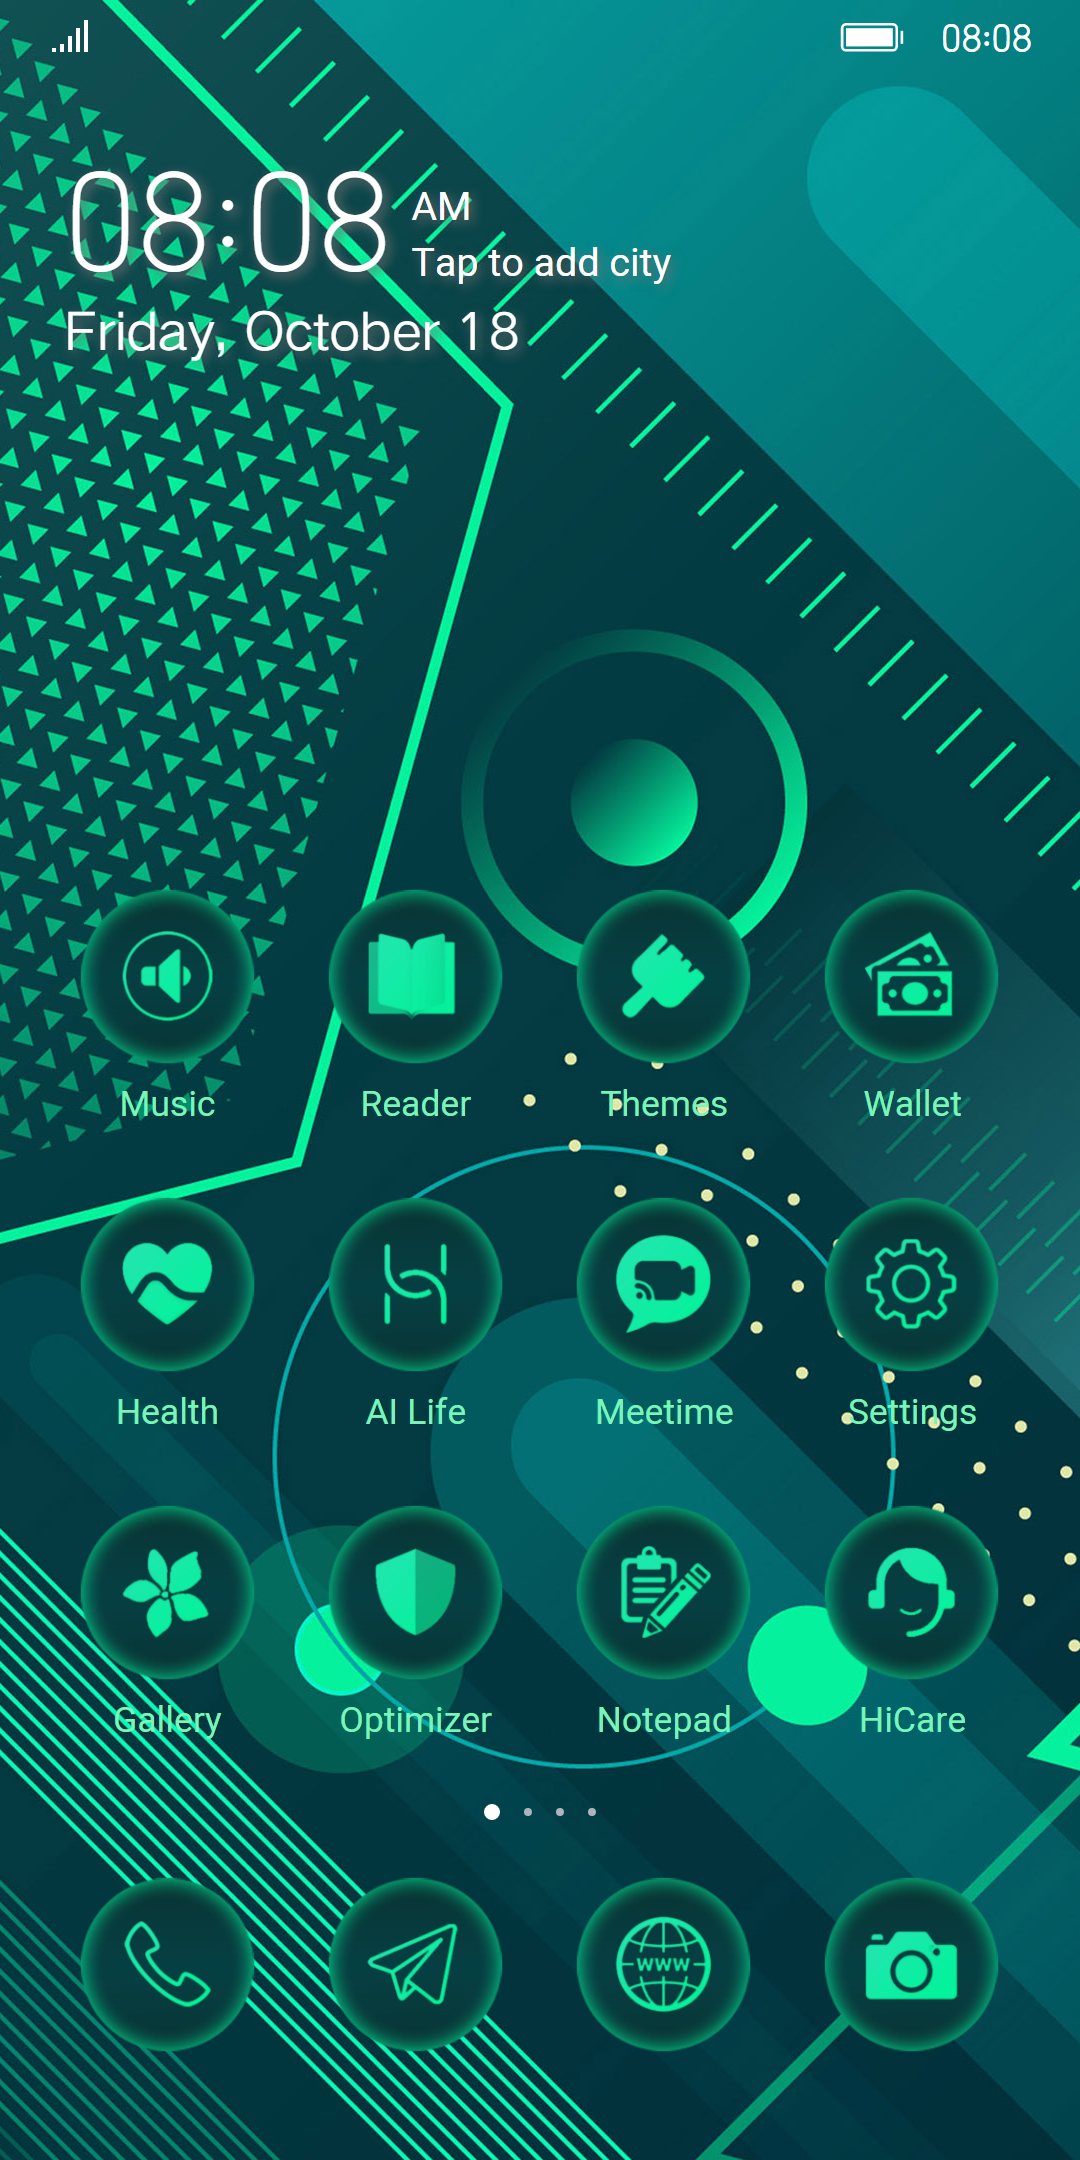 08:08
08:08 AM
Tap to add city
Friday, October 18
Music Reader Themes Wallet
Health AI Life Meetime Settings
Gallery Optimizer Notepad HiCare
www